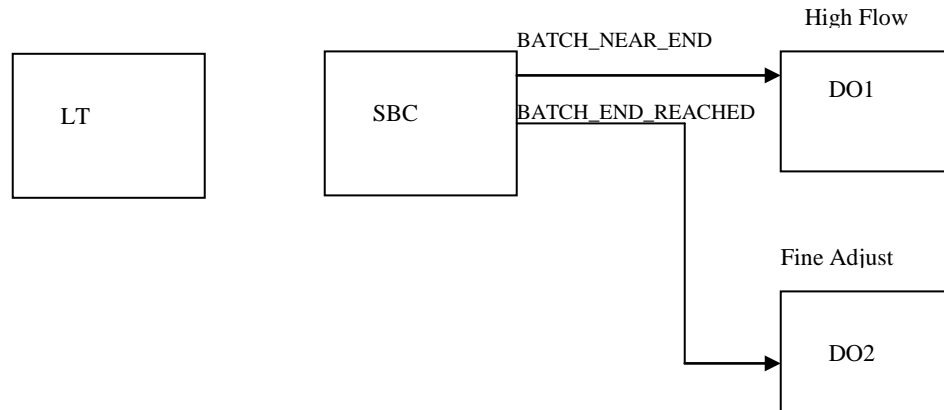 High Flow
BATCH_NEAR_END
DO1
LT
SBC
BATCH_END_REACHED
Fine Adjust
DO2